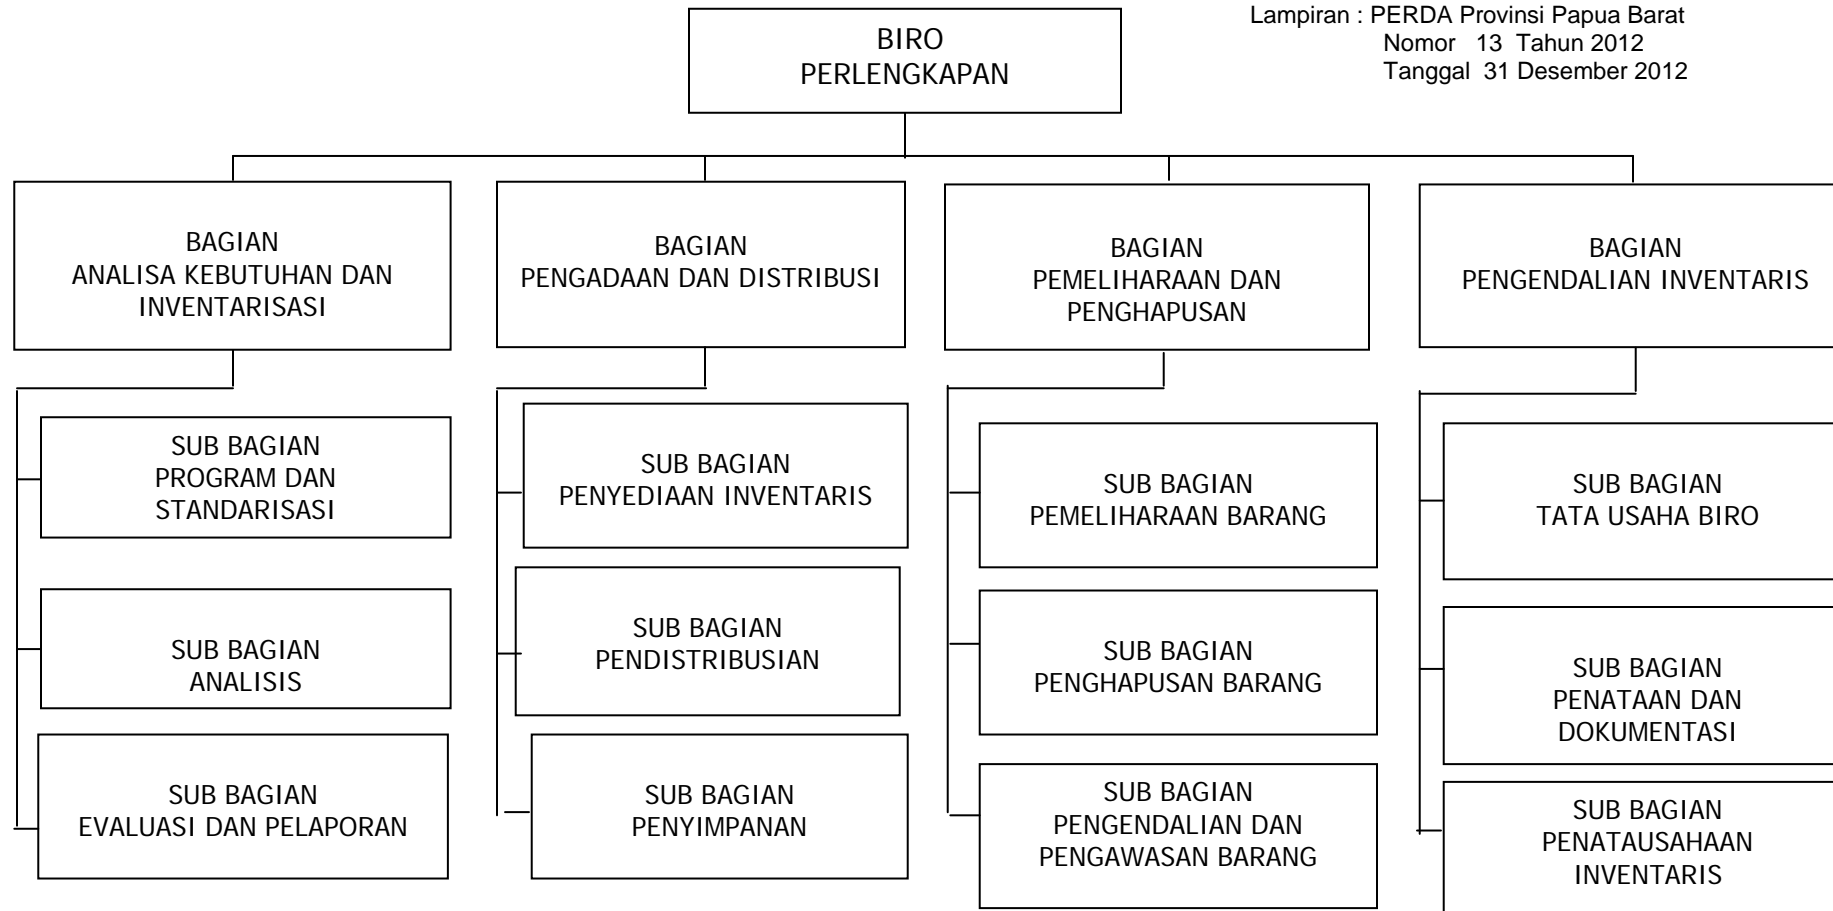 Lampiran : PERDA Provinsi Papua Barat
Nomor 13 Tahun 2012
Tanggal 31 Desember 2012
BIRO
PERLENGKAPAN
BAGIAN
ANALISA KEBUTUHAN DAN
INVENTARISASI
BAGIAN
PENGADAAN DAN DISTRIBUSI
BAGIAN
PEMELIHARAAN DAN
PENGHAPUSAN
BAGIAN
PENGENDALIAN INVENTARIS
SUB BAGIAN
PROGRAM DAN
STANDARISASI
SUB BAGIAN
ANALISIS
SUB BAGIAN
EVALUASI DAN PELAPORAN
SUB BAGIAN
PENYEDIAAN INVENTARIS
SUB BAGIAN
PENDISTRIBUSIAN
SUB BAGIAN
PENYIMPANAN
SUB BAGIAN
PEMELIHARAAN BARANG
SUB BAGIAN
PENGHAPUSAN BARANG
SUB BAGIAN
PENGENDALIAN DAN
PENGAWASAN BARANG
SUB BAGIAN
TATA USAHA BIRO
SUB BAGIAN
PENATAAN DAN
DOKUMENTASI
SUB BAGIAN
PENATAUSAHAAN
INVENTARIS